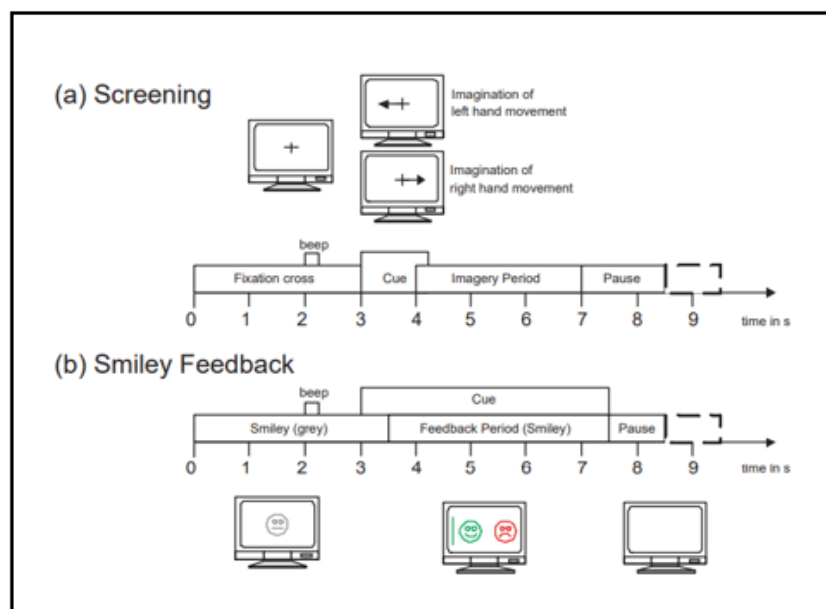 (a) Screening
Imagination of
left hand movement
Imagination of
right hand movement
beep
Fixation cross
Cue
Imagery Period
Pause
0 1 2 3 4 5 6 7 8 9
time in s
(b) Smiley Feedback
beep
Cue
Smiley (grey)
Feedback Period (Smiley)
Pause
0 1 2 3 4 5 6 7 8 9
time in s